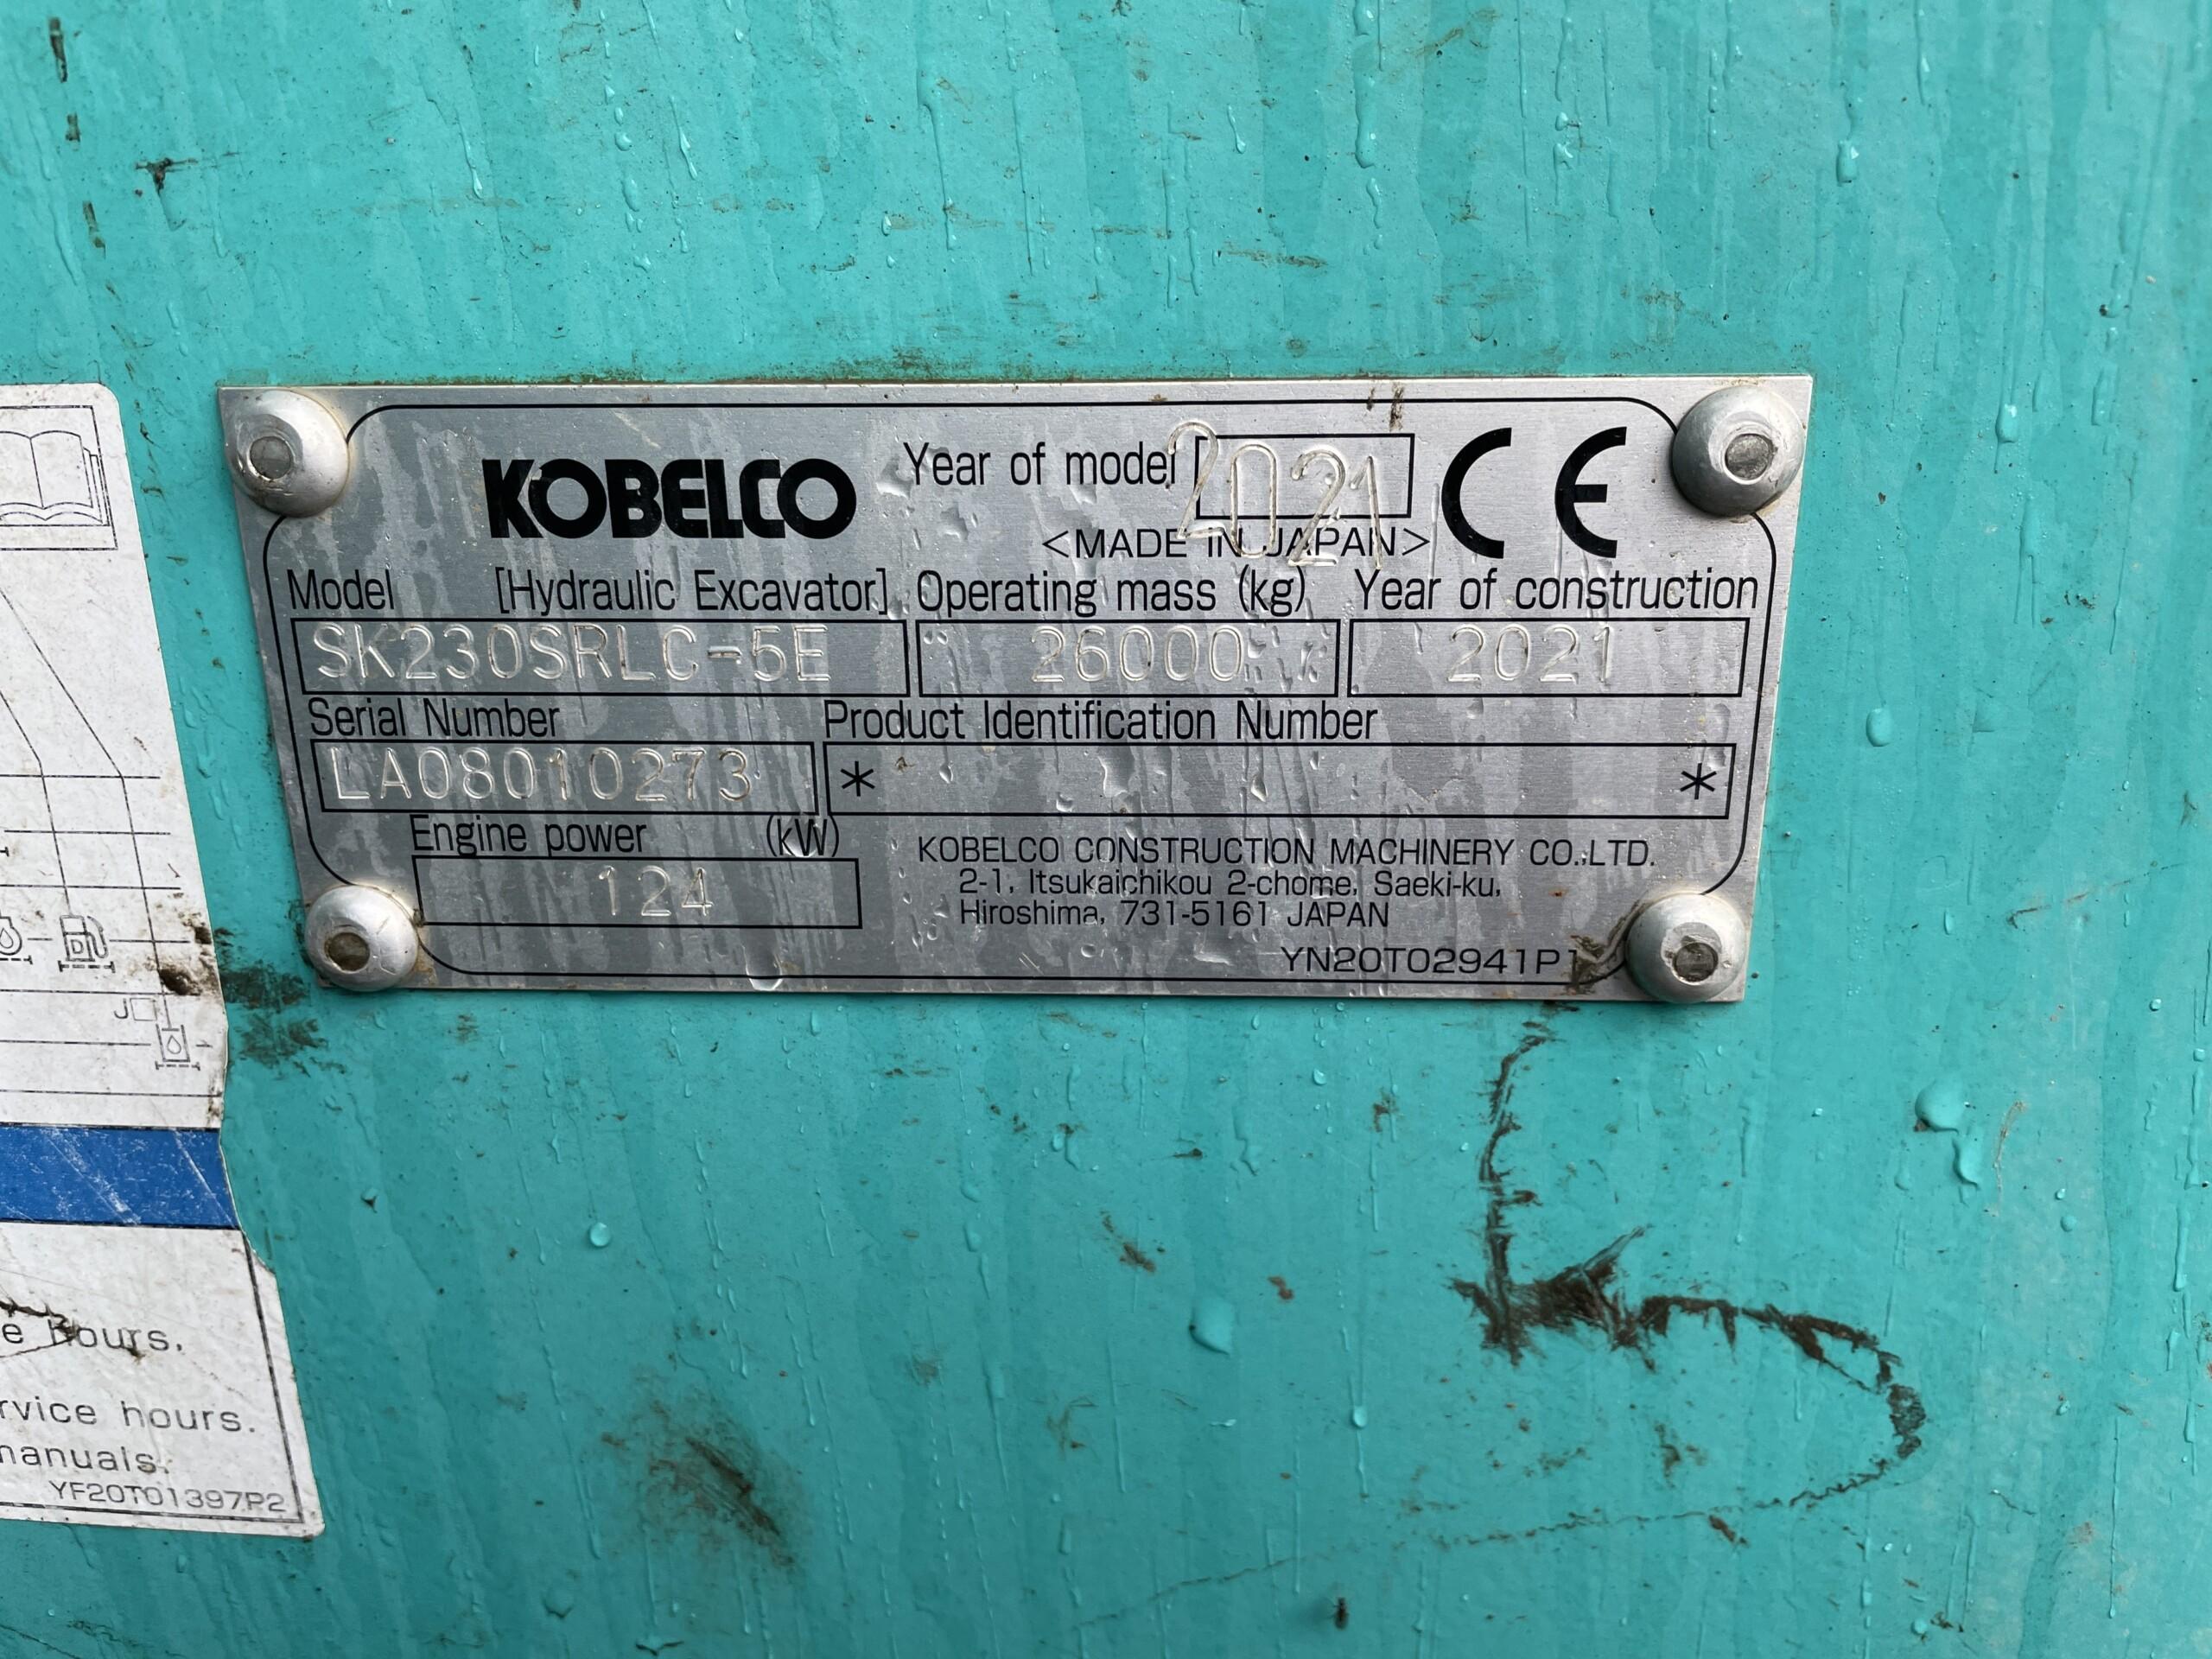 KOBELCO
Year of model 2021
CE
<MADE IN JAPAN>
Model [Hydraulic Excavator] Operating mass (kg) Year of construction
SK230SRLC-5E 26000 2021
Serial Number Product Identification Number
LA08010273 * *
Engine power (kW)
124
KOBELCO CONSTRUCTION MACHINERY CO.,LTD.
2-1, Itsukaichikou 2-chome, Saeki-ku,
Hiroshima, 731-5161 JAPAN
YN20T02941P1
D
J
hours.
rvice hours.
manuals.
YF20T01397P2